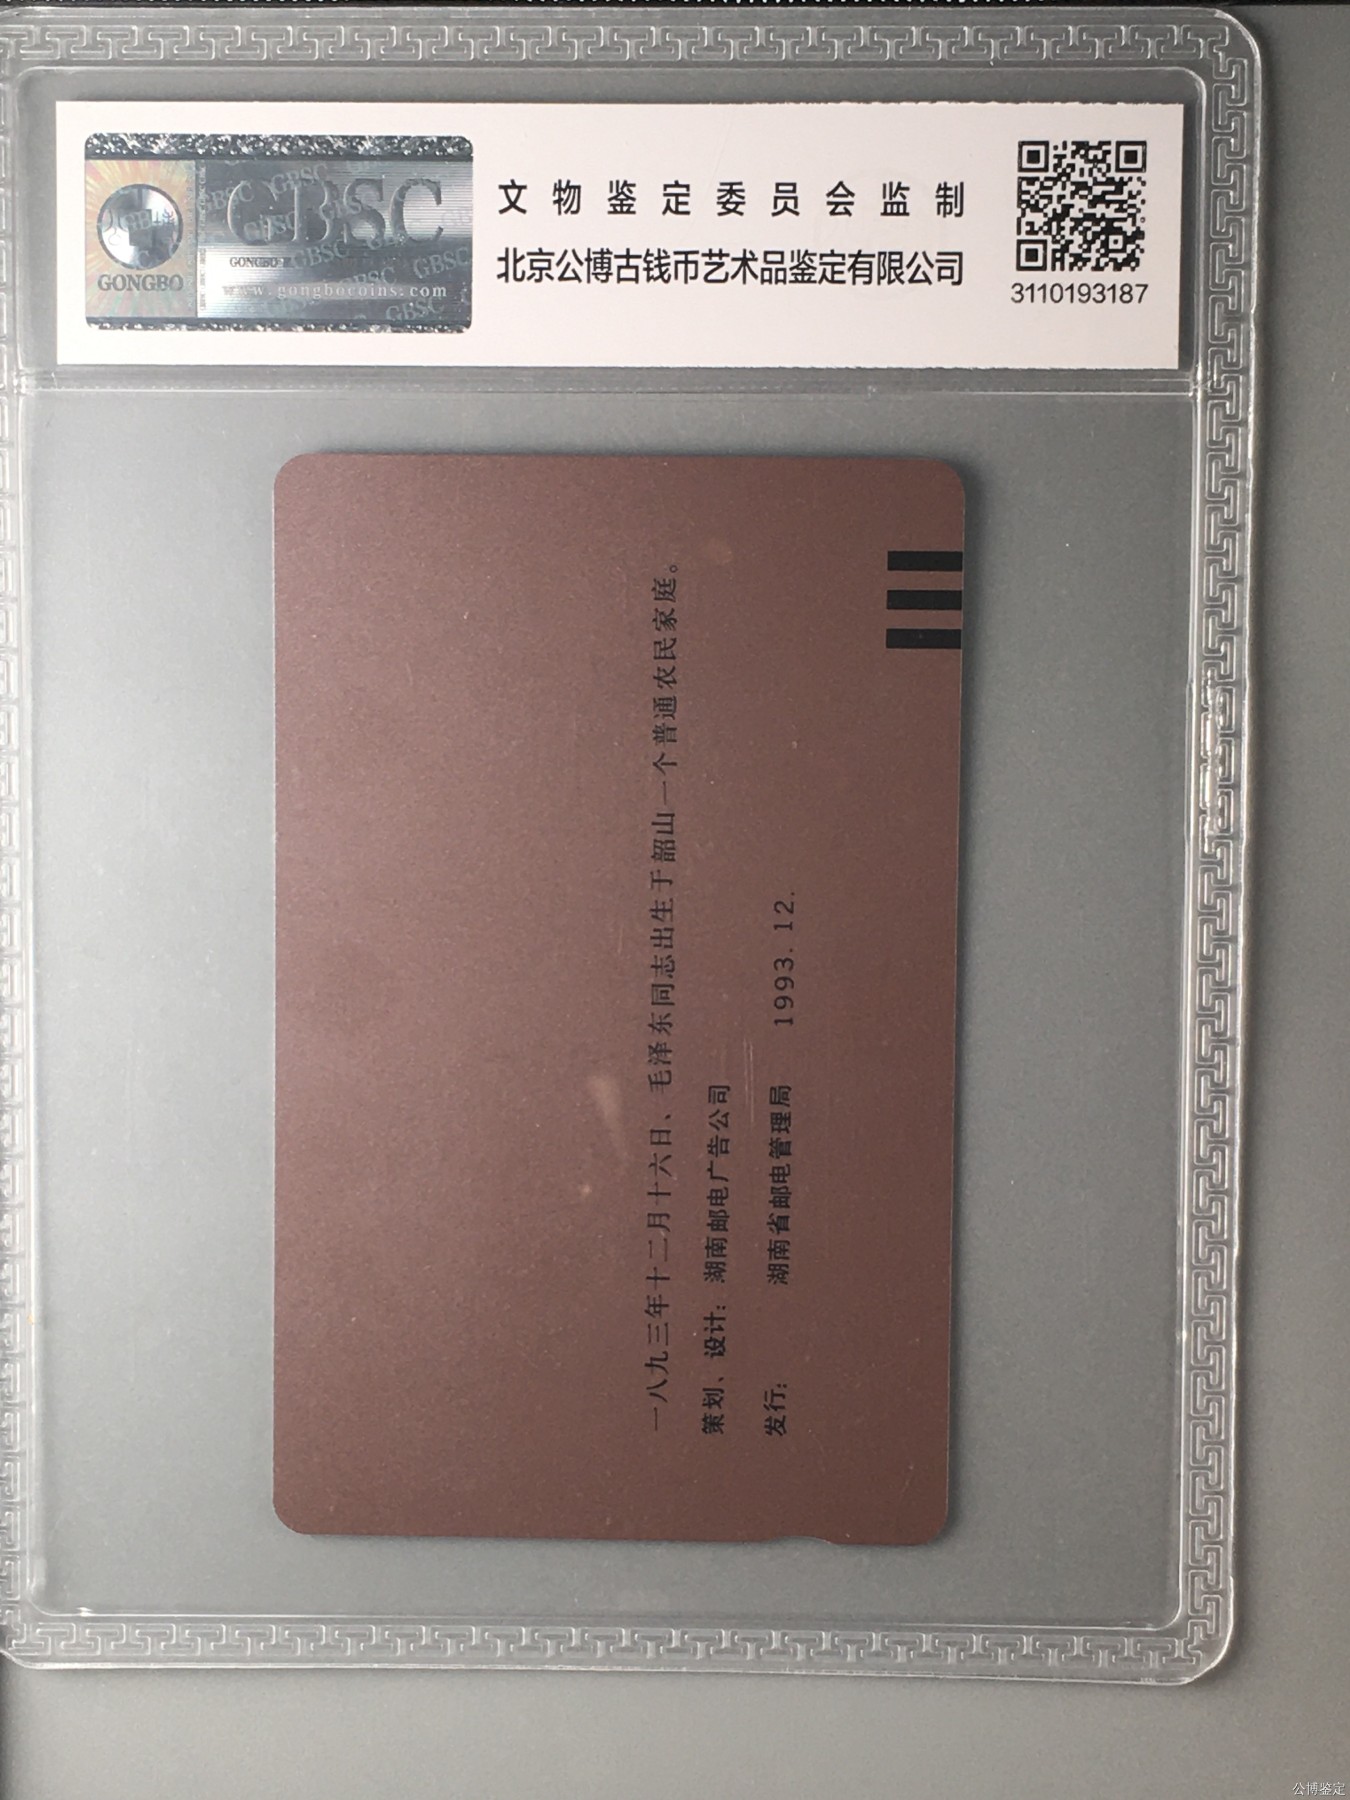 GBSC
GONGBO
www.gongbocoins.com
文物鉴定委员会监制
北京公博古钱币艺术品鉴定有限公司
3110193187
一八九三年十二月十六日、毛泽东同志出生于韶山一个普通农民家庭。
策划、设计: 湖南邮电广告公司
发行: 湖南省邮电管理局 1993.12.
公博鉴定